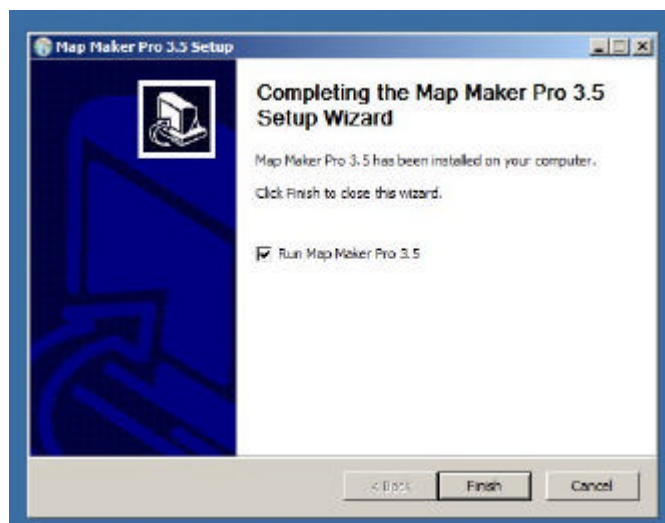 Map Maker Pro 3.5 Setup
Completing the Map Maker Pro 3.5
Setup Wizard
Map Maker Pro 3.5 has been installed on your computer.
Click Finish to close this wizard.
Run Map Maker Pro 3.5
< Back
Finish
Cancel